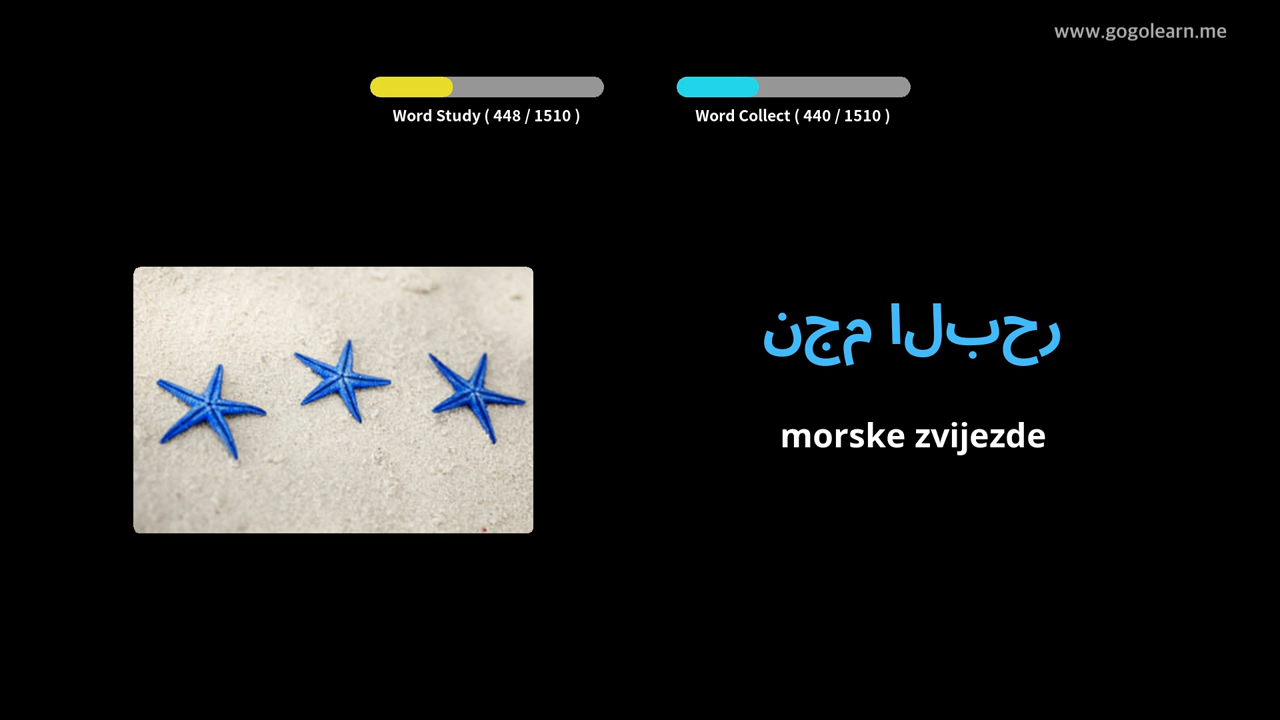 www.gogolearn.me
Word Study ( 448 / 1510 )
Word Collect ( 440 / 1510 )
نجم البحر
morske zvijezde